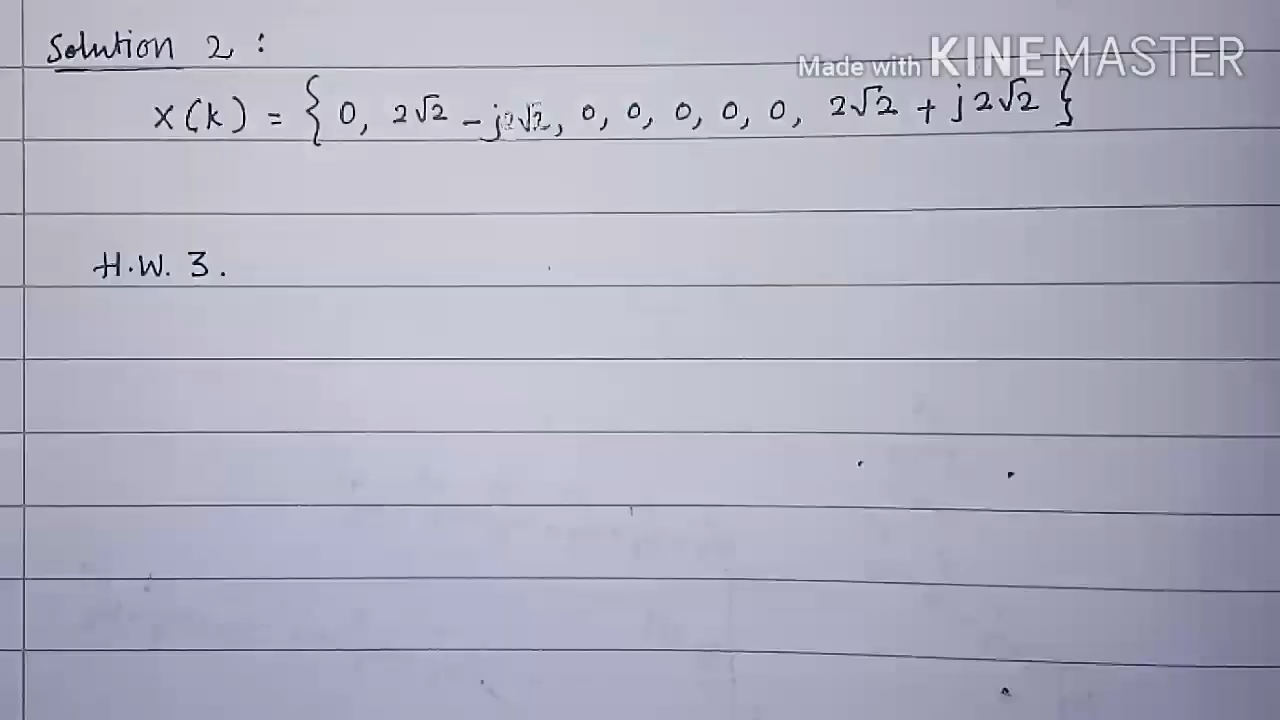 Solution 2 :
Made with KINEMASTER
X(k) = { 0, 2√2 - j2√2, 0, 0, 0, 0, 0, 2√2 + j2√2 }
H.W. 3.